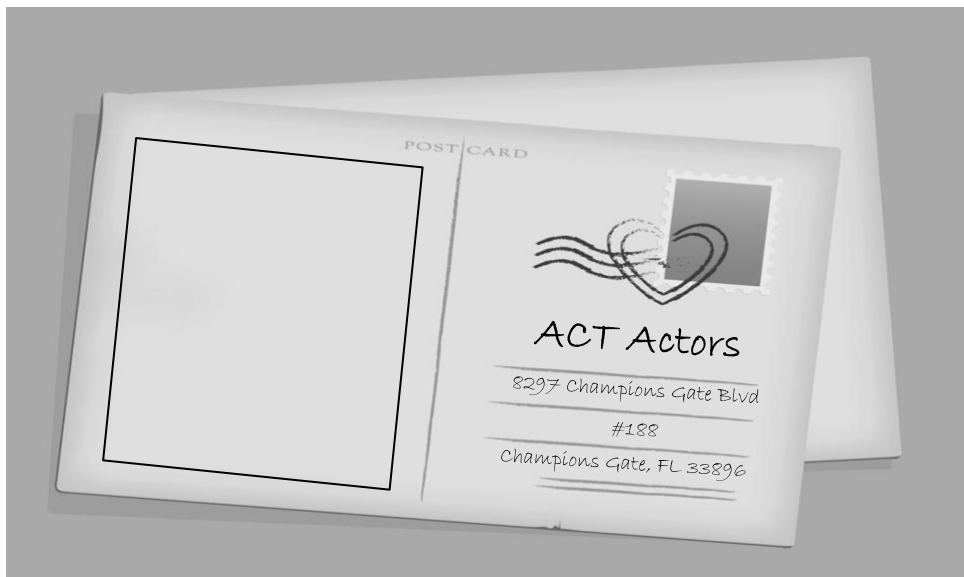 POST CARD
ACT Actors
8297 Champions Gate Blvd
#188
Champions Gate, FL 33896